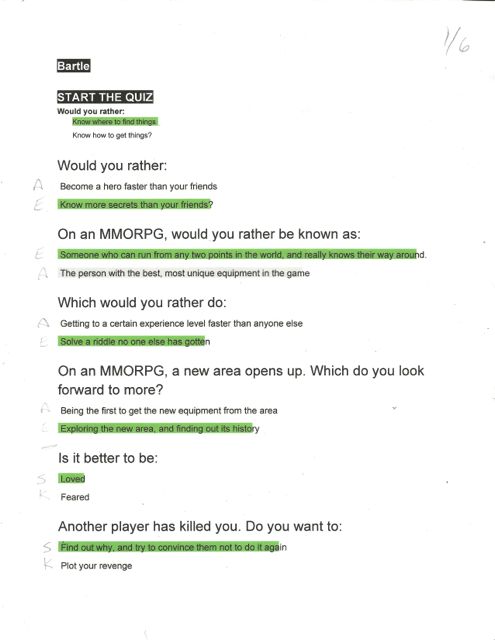 1/6
Bartle
START THE QUIZ
Would you rather:
Know where to find things.
Know how to get things?
Would you rather:
A Become a hero faster than your friends
E Know more secrets than your friends?
On an MMORPG, would you rather be known as:
E Someone who can run from any two points in the world, and really knows their way around.
A The person with the best, most unique equipment in the game
Which would you rather do:
A Getting to a certain experience level faster than anyone else
E Solve a riddle no one else has gotten
On an MMORPG, a new area opens up. Which do you look
forward to more?
A Being the first to get the new equipment from the area
E Exploring the new area, and finding out its history
Is it better to be:
S Loved
K Feared
Another player has killed you. Do you want to:
S Find out why, and try to convince them not to do it again
K Plot your revenge